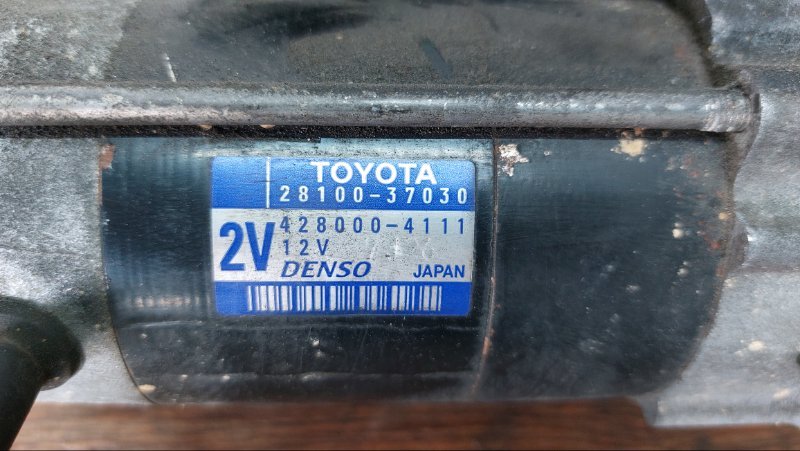 TOYOTA
28100-37030
2V
428000-4111
12V
DENSO JAPAN